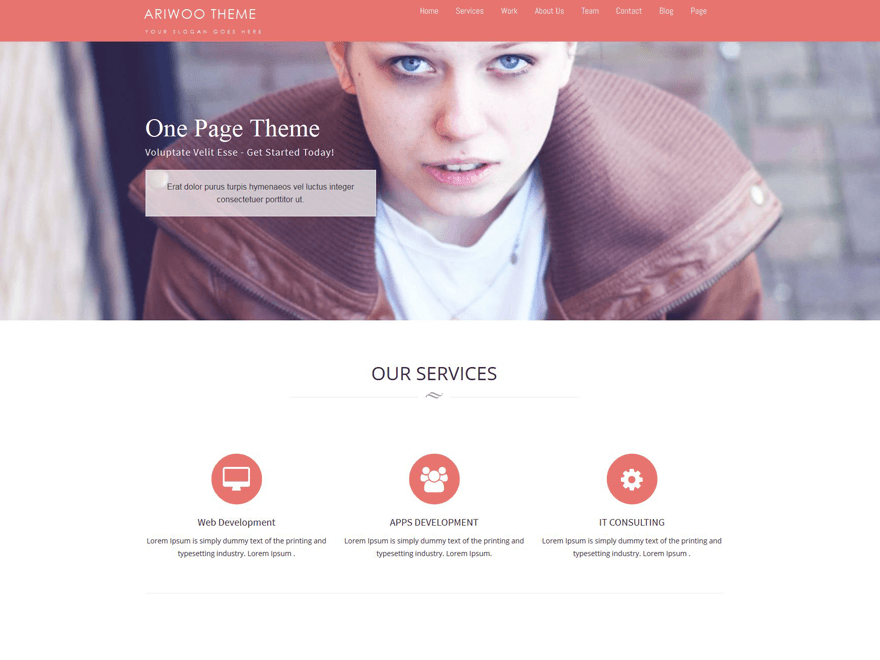 ARIWOO THEME
YOUR SLOGAN GOES HERE
Home Services Work About Us Team Contact Blog Page
One Page Theme
Voluptate Velit Esse - Get Started Today!
Erat dolor purus turpis hymenaeos vel luctus integer
consectetuer porttitor ut.
OUR SERVICES
Web Development
Lorem Ipsum is simply dummy text of the printing and
typesetting industry. Lorem Ipsum .
APPS DEVELOPMENT
Lorem Ipsum is simply dummy text of the printing and
typesetting industry. Lorem Ipsum.
IT CONSULTING
Lorem Ipsum is simply dummy text of the printing and
typesetting industry. Lorem Ipsum .